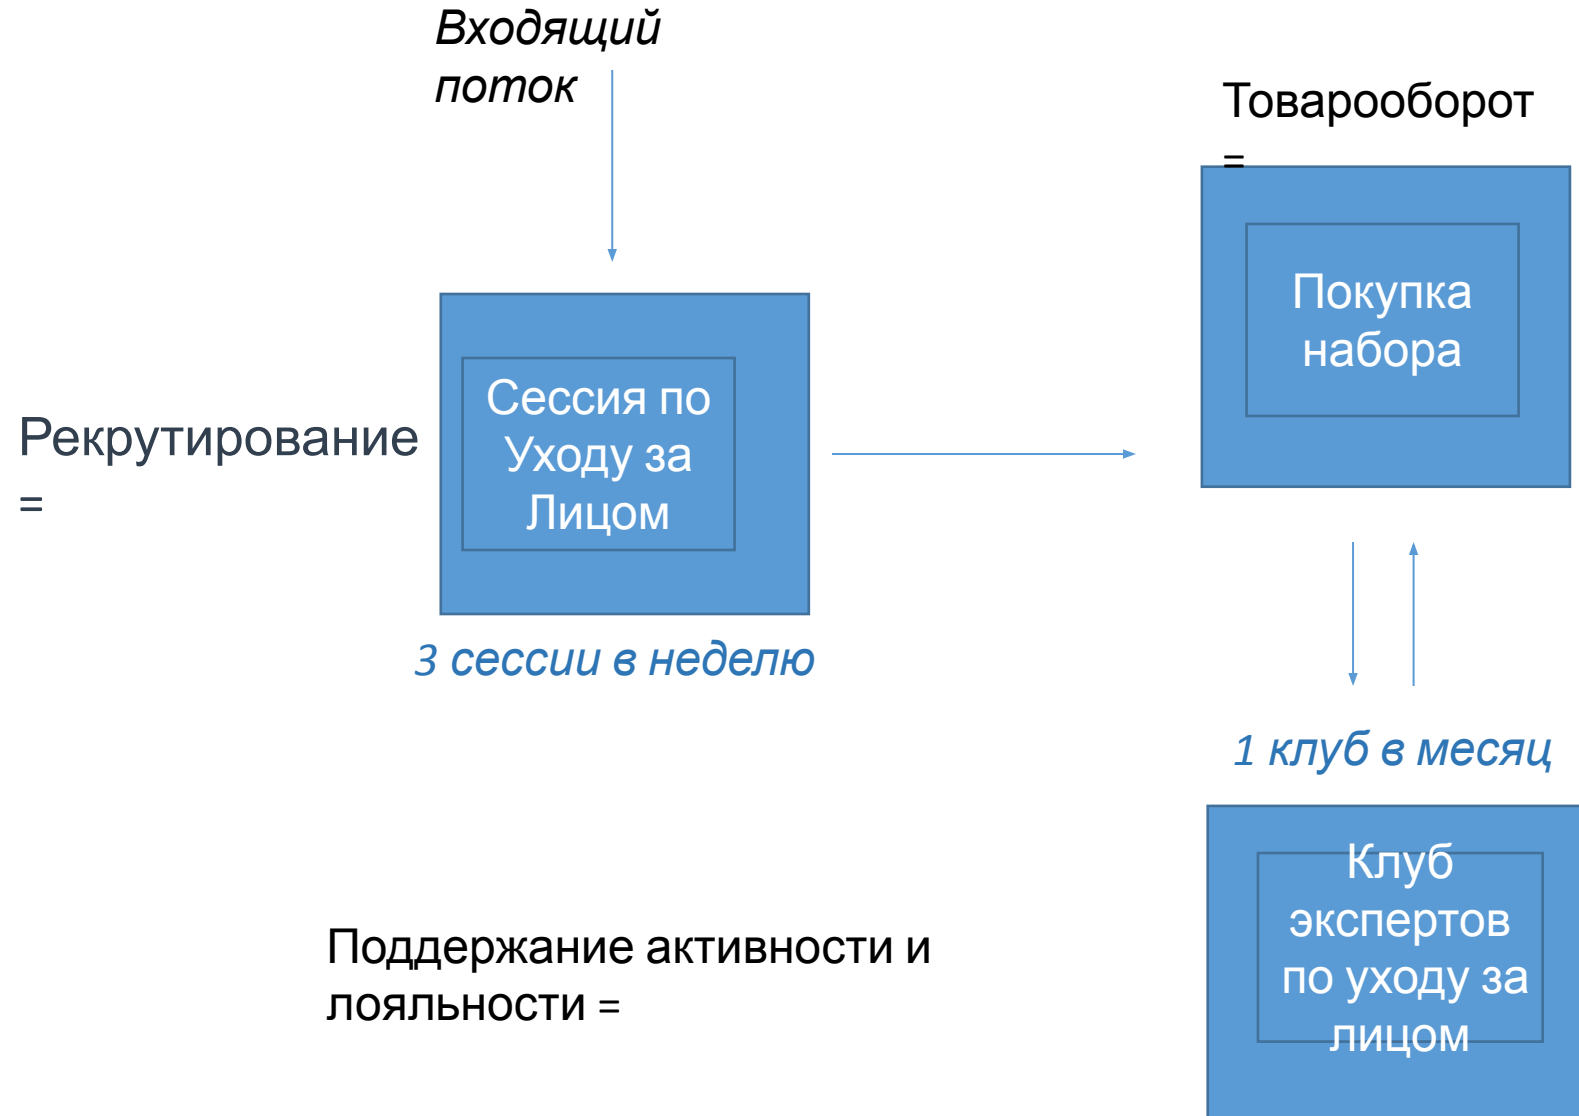 Входящий
поток
Товарооборот
=
Покупка
набора
Сессия по
Уходу за
Лицом
Рекрутирование
=
3 сессии в неделю
1 клуб в месяц
Клуб
экспертов
по уходу за
лицом
Поддержание активности и
лояльности =